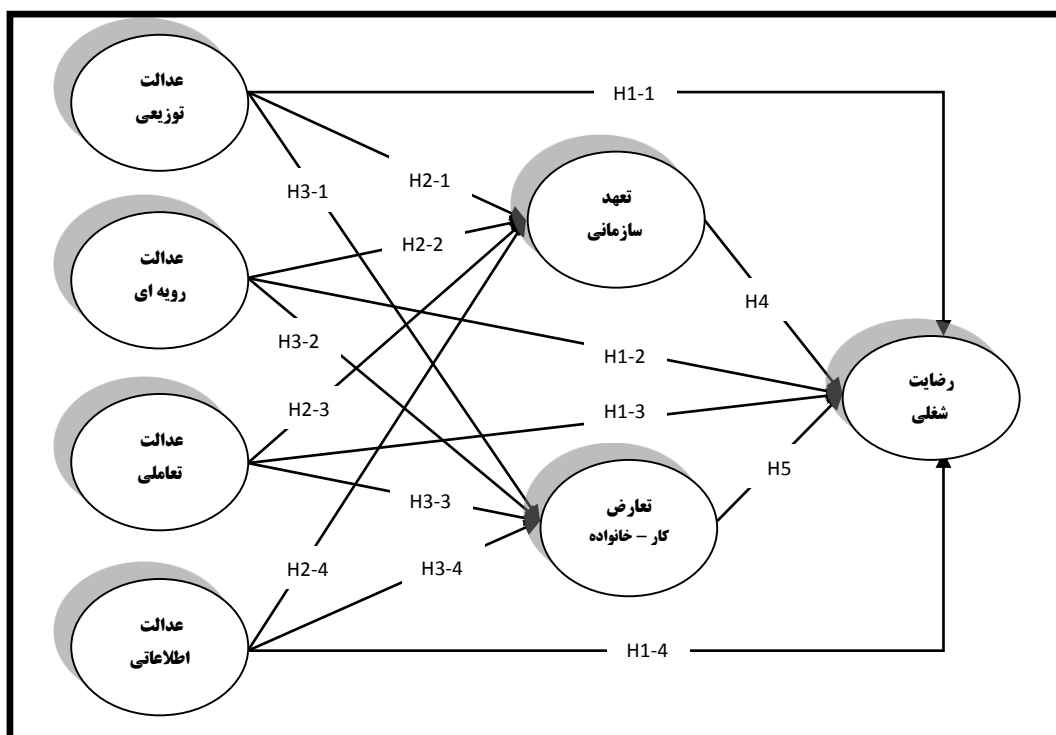 عدالت
توزیعی
H1-1
H2-1
H3-1
تعهد
سازمانی
عدالت
رویه ای
H2-2
H4
H3-2
H1-2
رضایت
شغلی
H2-3
H1-3
عدالت
تعاملی
H5
H3-3
تعارض
کار – خانواده
H2-4
H3-4
عدالت
اطلاعاتی
H1-4